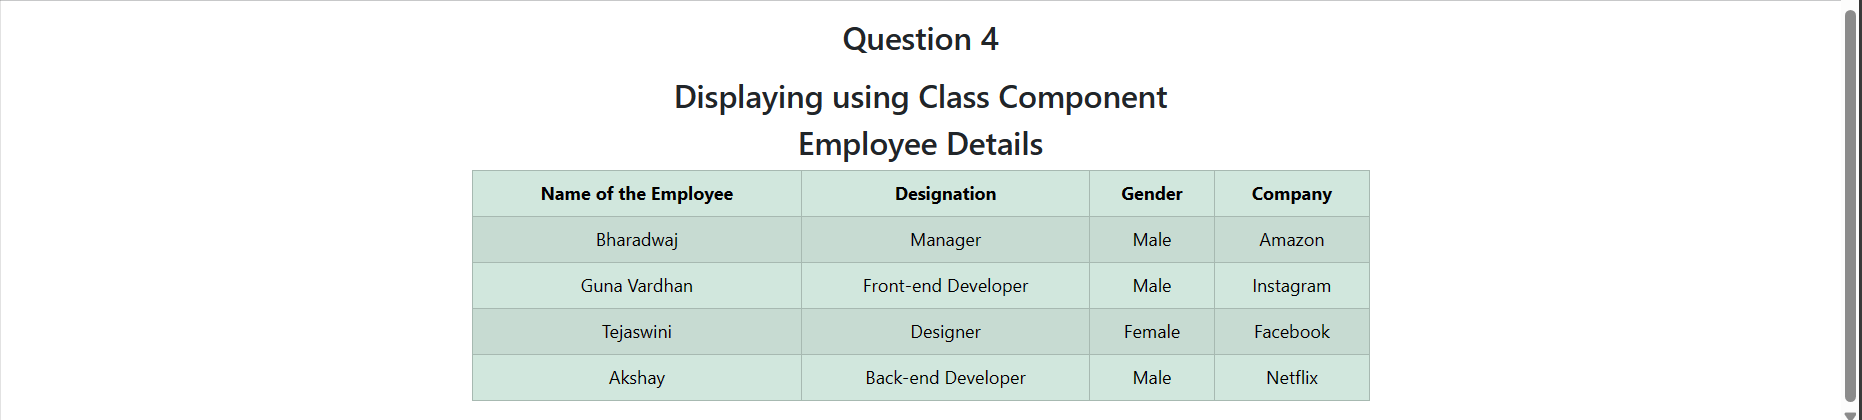 Question 4
Displaying using Class Component
Employee Details
Name of the Employee Designation Gender Company
Bharadwaj Manager Male Amazon
Guna Vardhan Front-end Developer Male Instagram
Tejaswini Designer Female Facebook
Akshay Back-end Developer Male Netflix